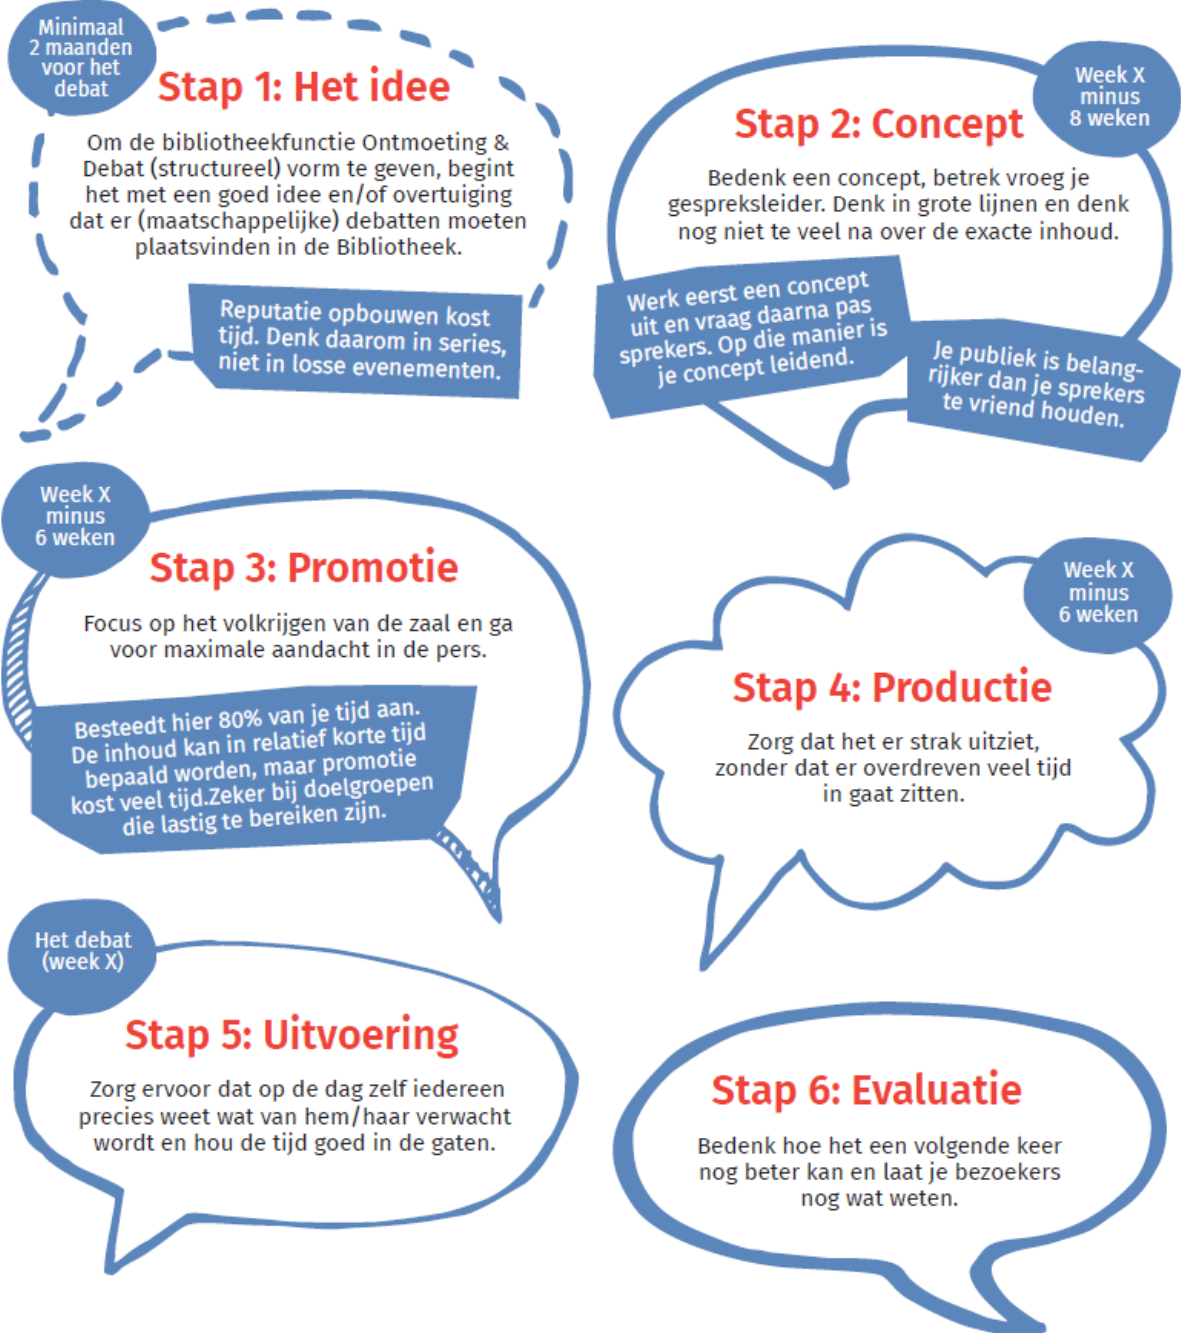 Minimaal
2 maanden
voor het
debat
Stap 1: Het idee
Om de bibliotheekfunctie Ontmoeting &
Debat (structureel) vorm te geven, begint
het met een goed idee en/of overtuiging
dat er (maatschappelijke) debatten moeten
plaatsvinden in de Bibliotheek.
Reputatie opbouwen kost
tijd. Denk daarom in series,
niet in losse evenementen.
Week X
minus
8 weken
Stap 2: Concept
Bedenk een concept, betrek vroeg je
gespreksleider. Denk in grote lijnen en denk
nog niet te veel na over de exacte inhoud.
Werk eerst een concept
uit en vraag daarna pas
sprekers. Op die manier is
je concept leidend.
Je publiek is belang-
rijker dan je sprekers
te vriend houden.
Week X
minus
6 weken
Stap 3: Promotie
Focus op het volkrijgen van de zaal en ga
voor maximale aandacht in de pers.
Besteedt hier 80% van je tijd aan.
De inhoud kan in relatief korte tijd
bepaald worden, maar promotie
kost veel tijd.Zeker bij doelgroepen
die lastig te bereiken zijn.
Week X
minus
6 weken
Stap 4: Productie
Zorg dat het er strak uitziet,
zonder dat er overdreven veel tijd
in gaat zitten.
Het debat
(week X)
Stap 5: Uitvoering
Zorg ervoor dat op de dag zelf iedereen
precies weet wat van hem/haar verwacht
wordt en hou de tijd goed in de gaten.
Stap 6: Evaluatie
Bedenk hoe het een volgende keer
nog beter kan en laat je bezoekers
nog wat weten.